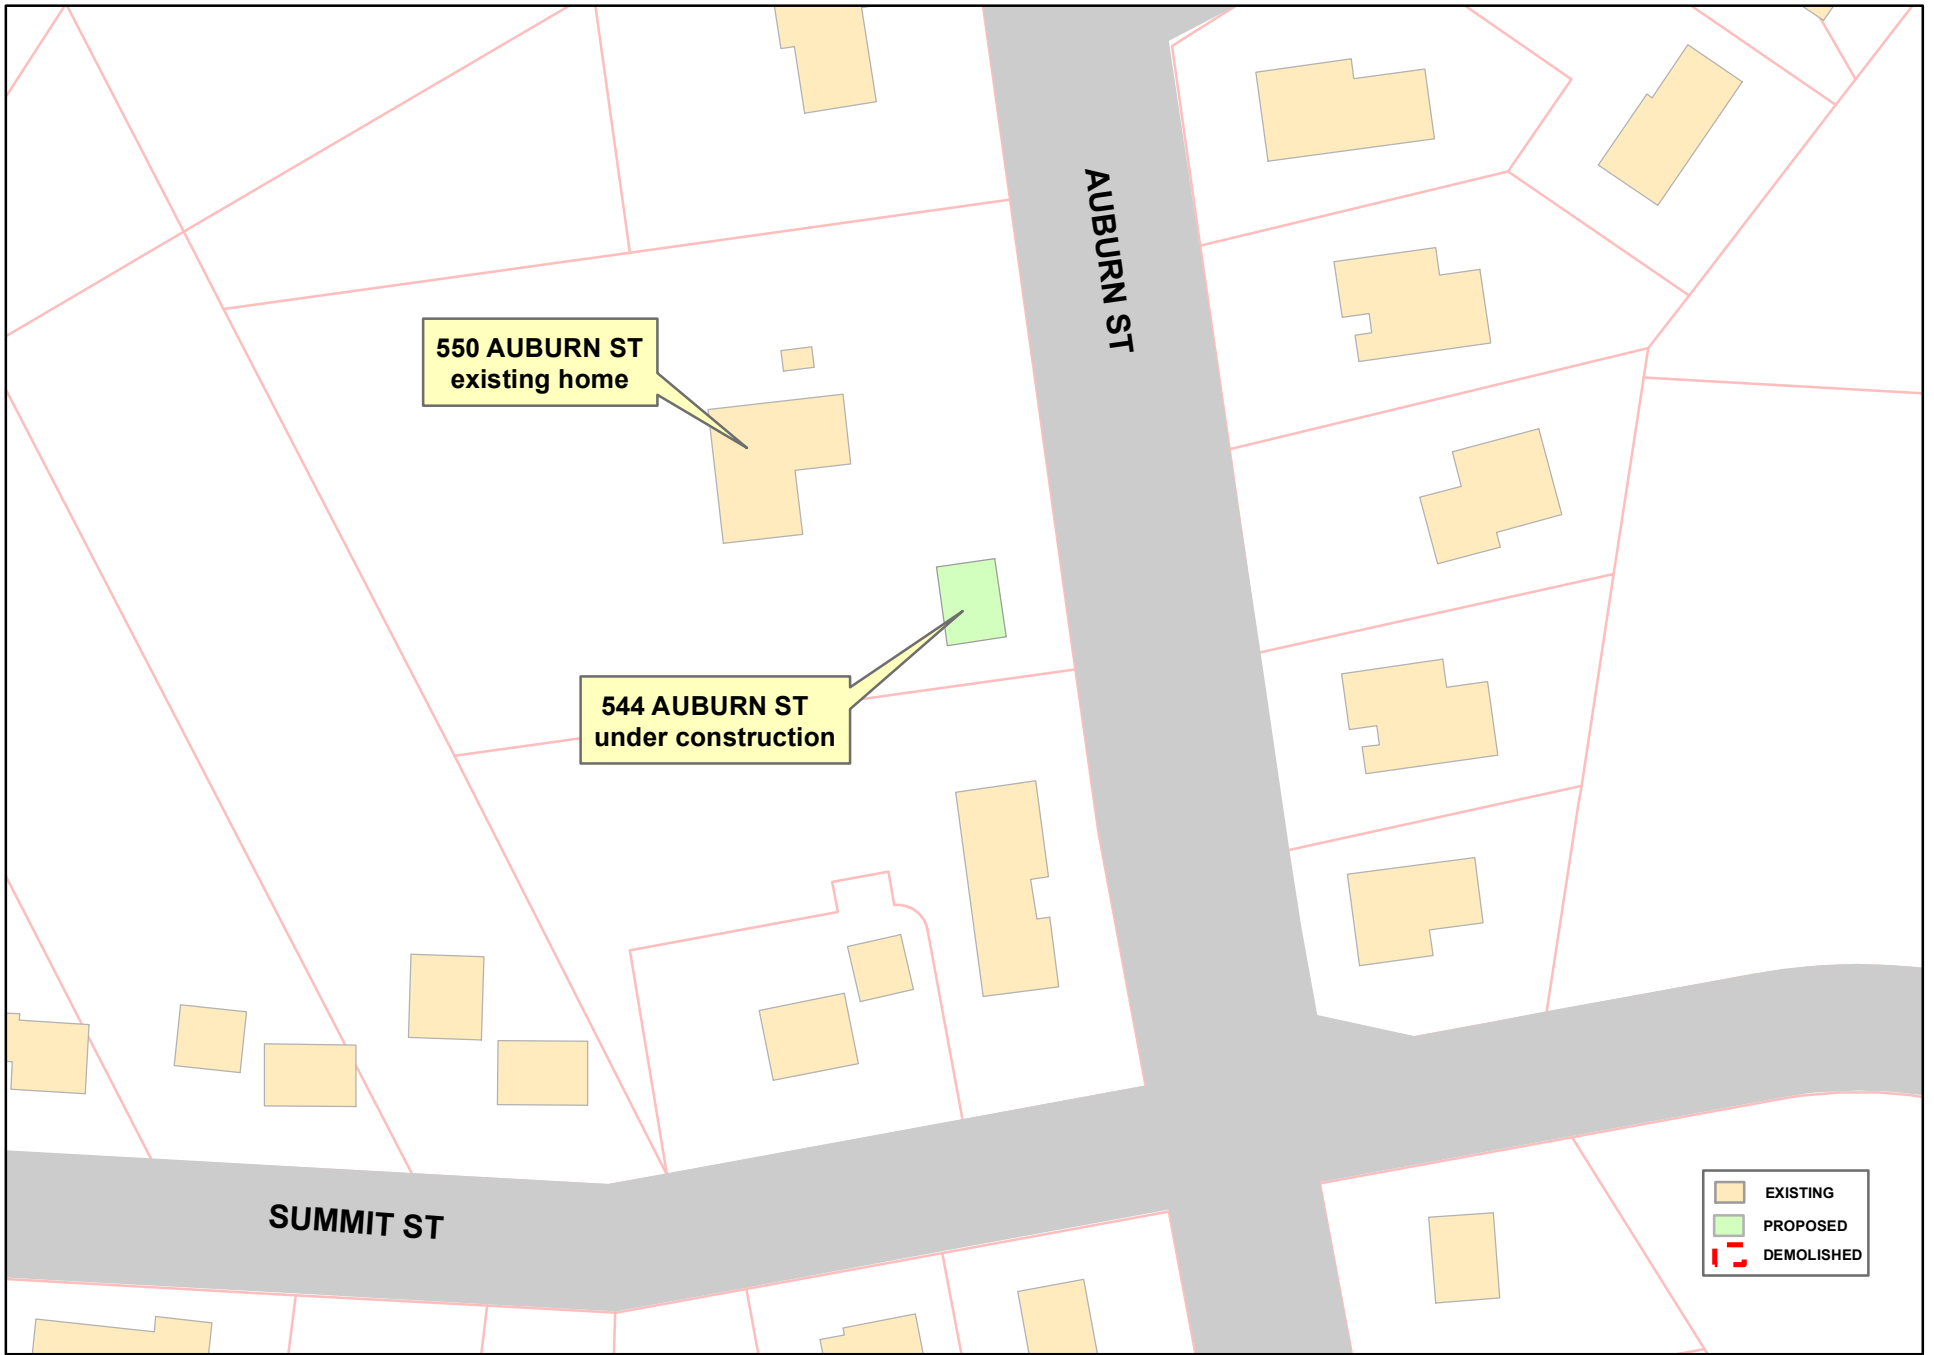 AUBURN ST
550 AUBURN ST
existing home
544 AUBURN ST
under construction
SUMMIT ST
EXISTING
PROPOSED
DEMOLISHED